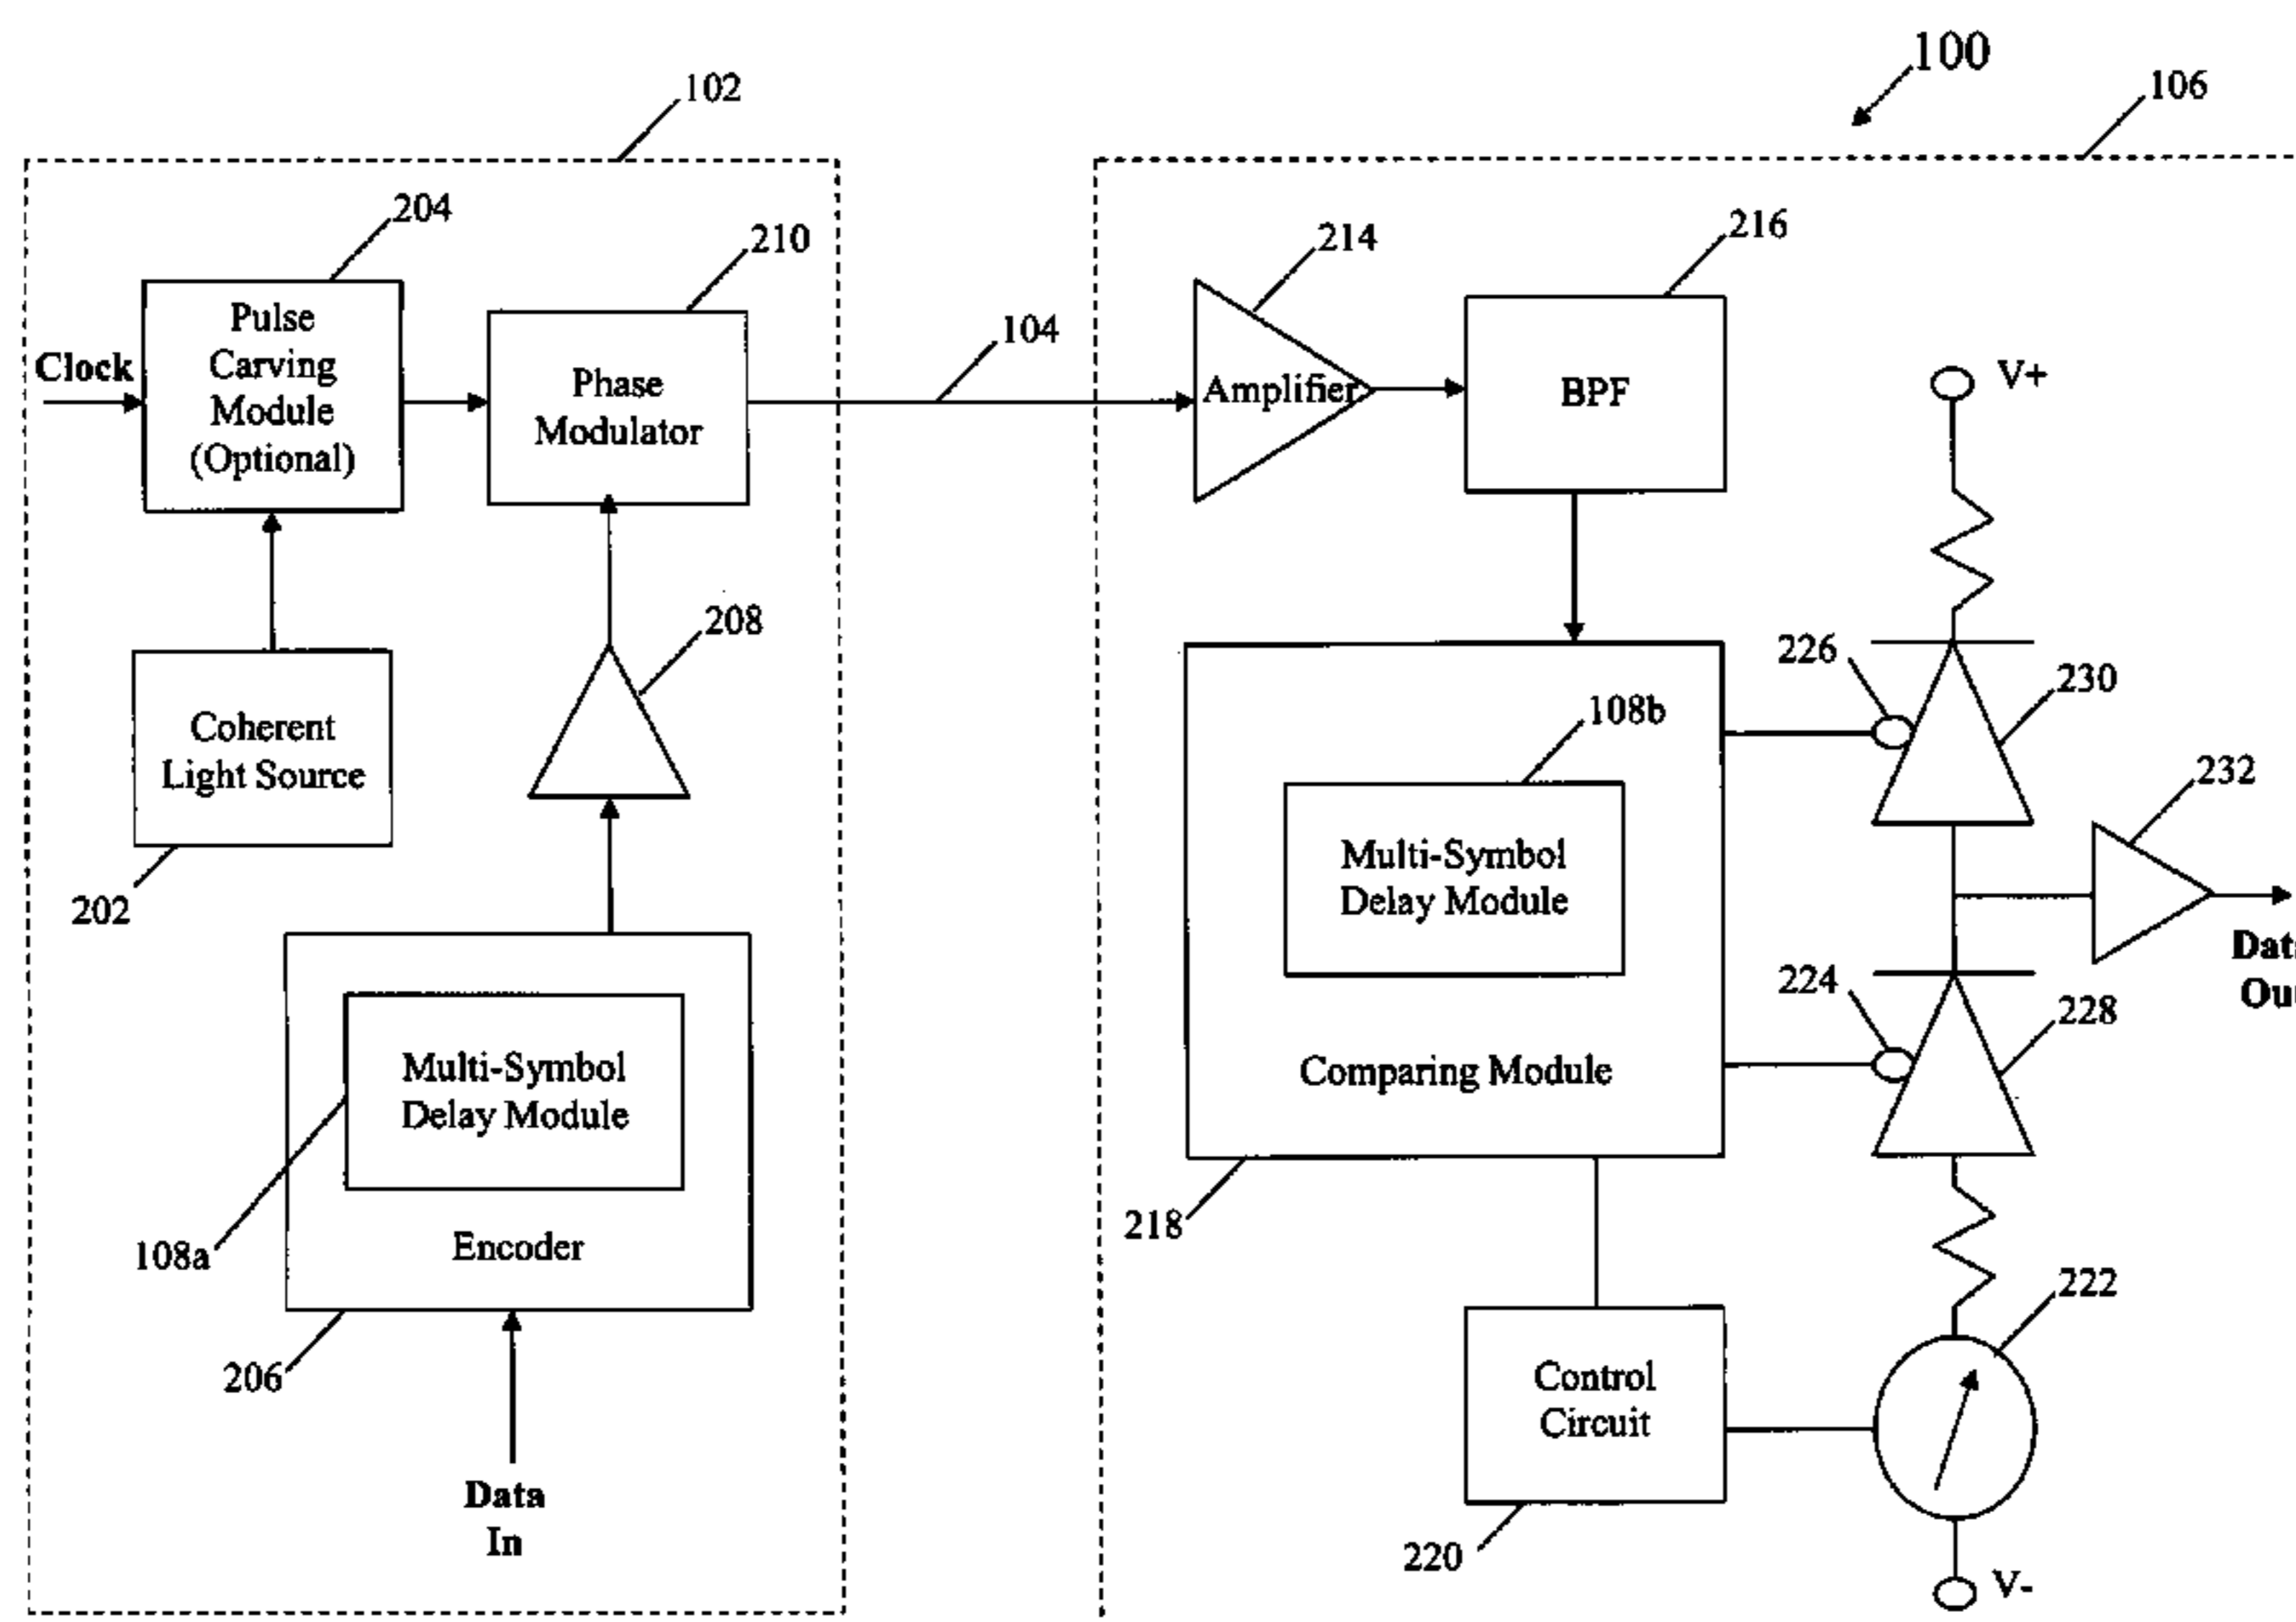 100
102
106
204
210
214
216
Pulse
Carving
Module
(Optional)
Clock
Phase
Modulator
104
Amplifier
BPF
V+
208
226
230
Coherent
Light Source
202
108b
Multi-Symbol
Delay Module
232
Comparing Module
224
228
Multi-Symbol
Delay Module
108a
Encoder
218
206
Data
In
222
Control
Circuit
220
V-